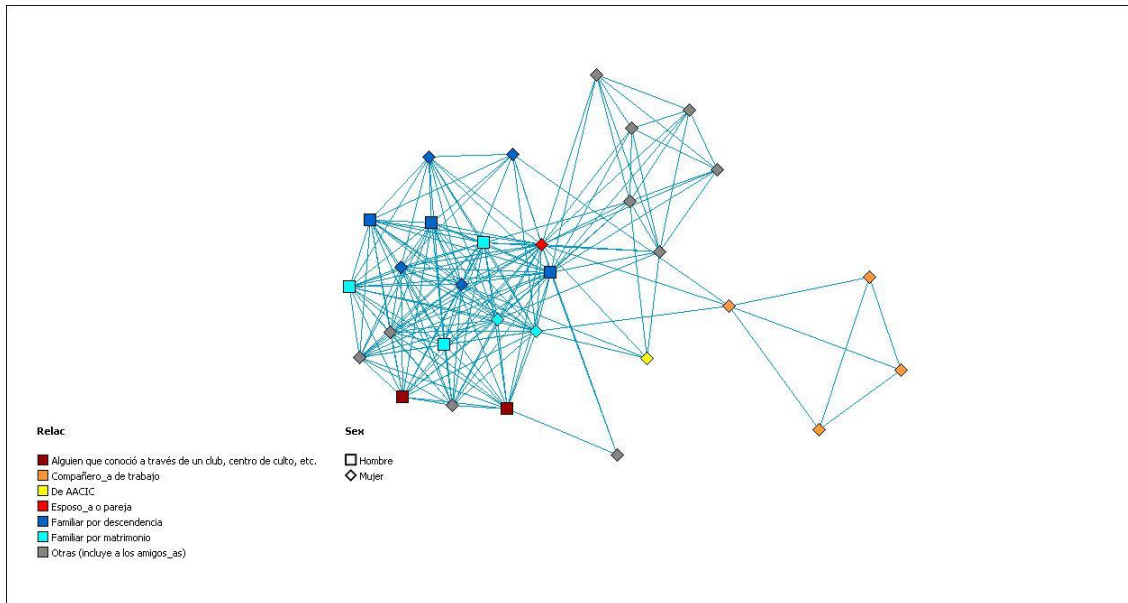 Relac
Alguien que conoció a través de un club, centro de culto, etc.
Compañero_a de trabajo
De AACIC
Esposo_a o pareja
Familiar por descendencia
Familiar por matrimonio
Otras (incluye a los amigos_as)
Sex
Hombre
Mujer